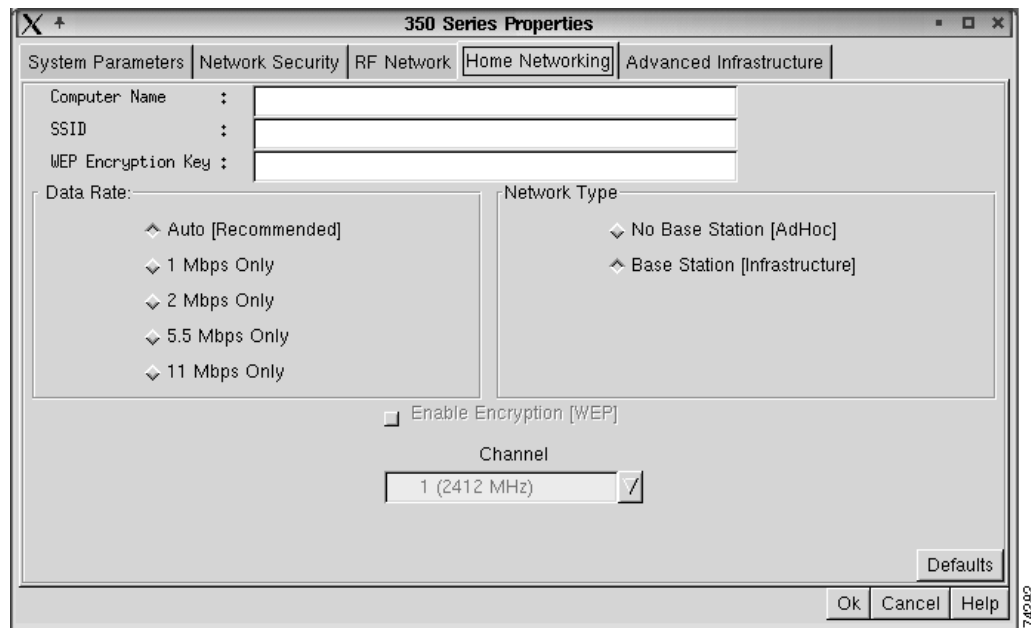 350 Series Properties
System Parameters Network Security RF Network Home Networking Advanced Infrastructure
Computer Name :
SSID :
WEP Encryption Key :
Data Rate:
Auto [Recommended]
1 Mbps Only
2 Mbps Only
5.5 Mbps Only
11 Mbps Only
Network Type
No Base Station [AdHoc]
Base Station [Infrastructure]
Enable Encryption [WEP]
Channel
1 (2412 MHz)
Defaults
Ok Cancel Help